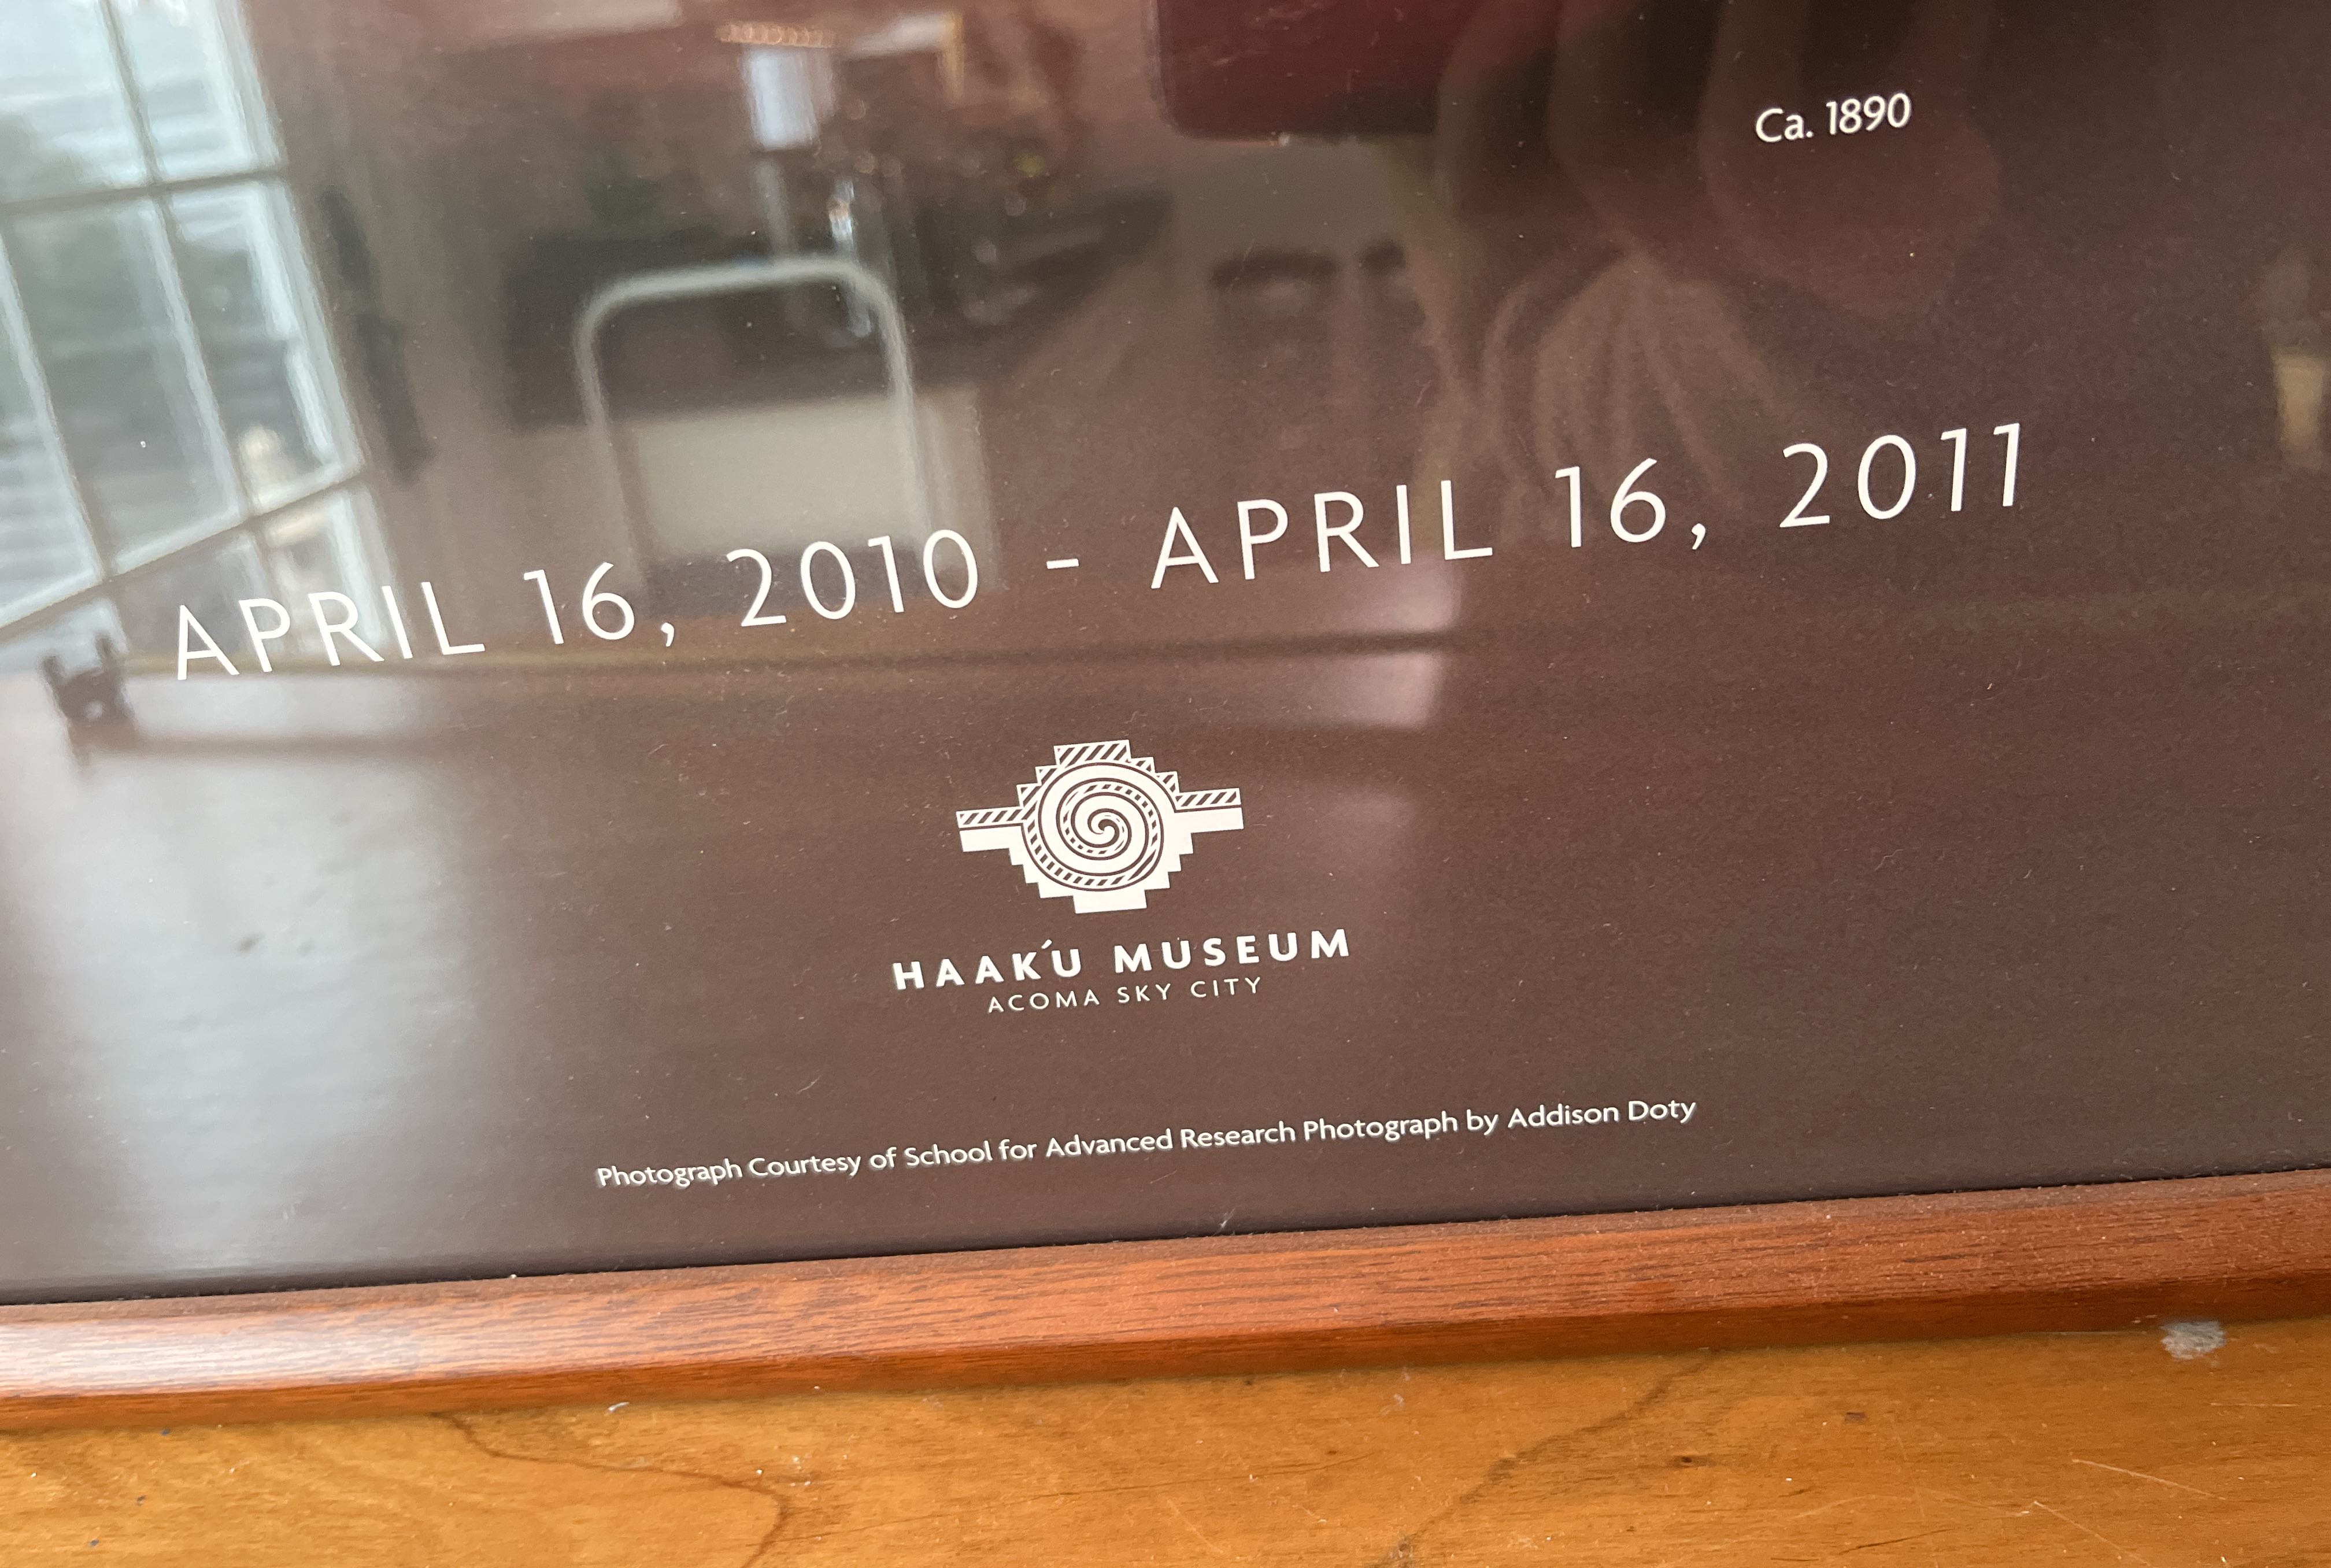 Ca. 1890
APRIL 16, 2010 - APRIL 16, 2011
HAAK'U MUSEUM
ACOMA SKY CITY
Photograph Courtesy of School for Advanced Research Photograph by Addison Doty